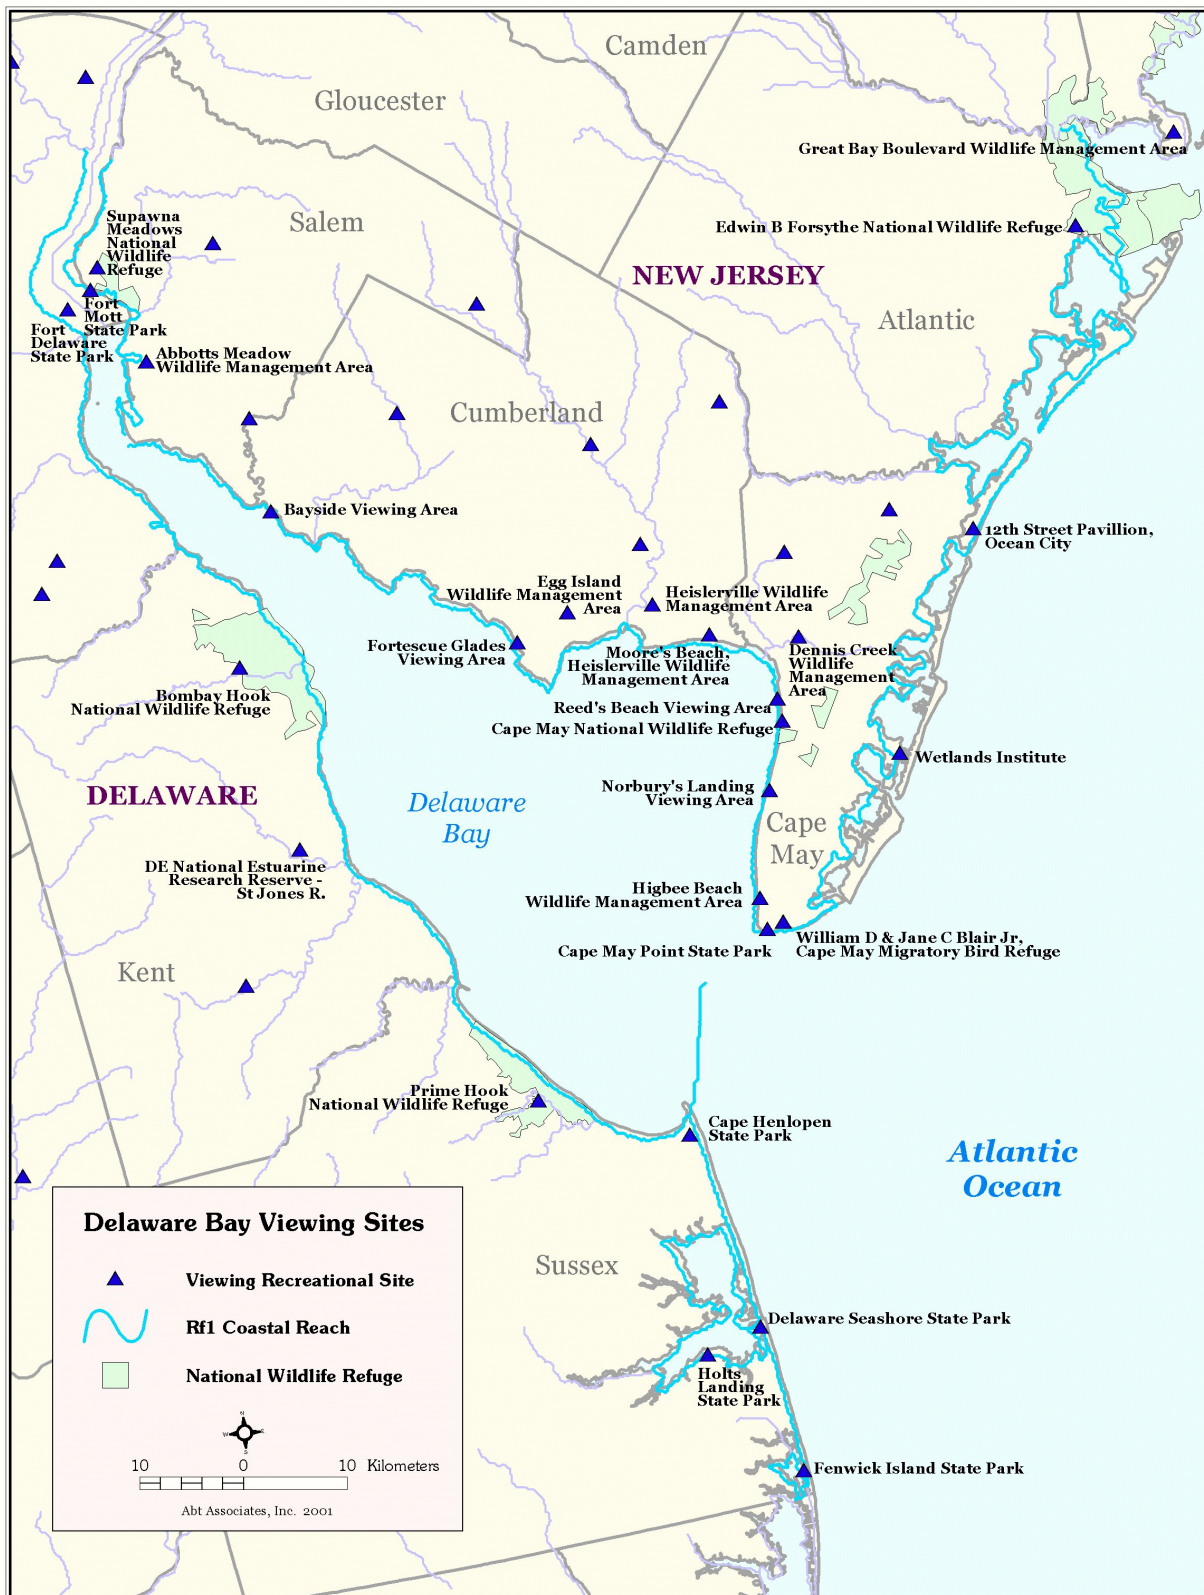 Camden
Gloucester
Great Bay Boulevard Wildlife Management Area
Supawna
Meadows
National
Wildlife
Refuge
Salem
Edwin B Forsythe National Wildlife Refuge
NEW JERSEY
Fort
Mott
State Park
Fort
Delaware
State Park
Atlantic
Abbotts Meadow
Wildlife Management Area
Cumberland
Bayside Viewing Area
12th Street Pavillion,
Ocean City
Egg Island
Wildlife Management
Area
Heislerville Wildlife
Management Area
Fortescue Glades
Viewing Area
Moore's Beach,
Heislerville Wildlife
Management Area
Dennis Creek
Wildlife
Management
Area
Bombay Hook
National Wildlife Refuge
Reed's Beach Viewing Area
Cape May National Wildlife Refuge
Wetlands Institute
DELAWARE
Delaware
Bay
Norbury's Landing
Viewing Area
Cape
May
DE National Estuarine
Research Reserve -
St Jones R.
Higbee Beach
Wildlife Management Area
Cape May Point State Park
William D & Jane C Blair Jr,
Cape May Migratory Bird Refuge
Kent
Prime Hook
National Wildlife Refuge
Cape Henlopen
State Park
Atlantic
Ocean
Sussex
Delaware Seashore State Park
Holts
Landing
State Park
Fenwick Island State Park
Delaware Bay Viewing Sites
Viewing Recreational Site
Rf1 Coastal Reach
National Wildlife Refuge
N
W E
S
10 0 10 Kilometers
Abt Associates, Inc. 2001